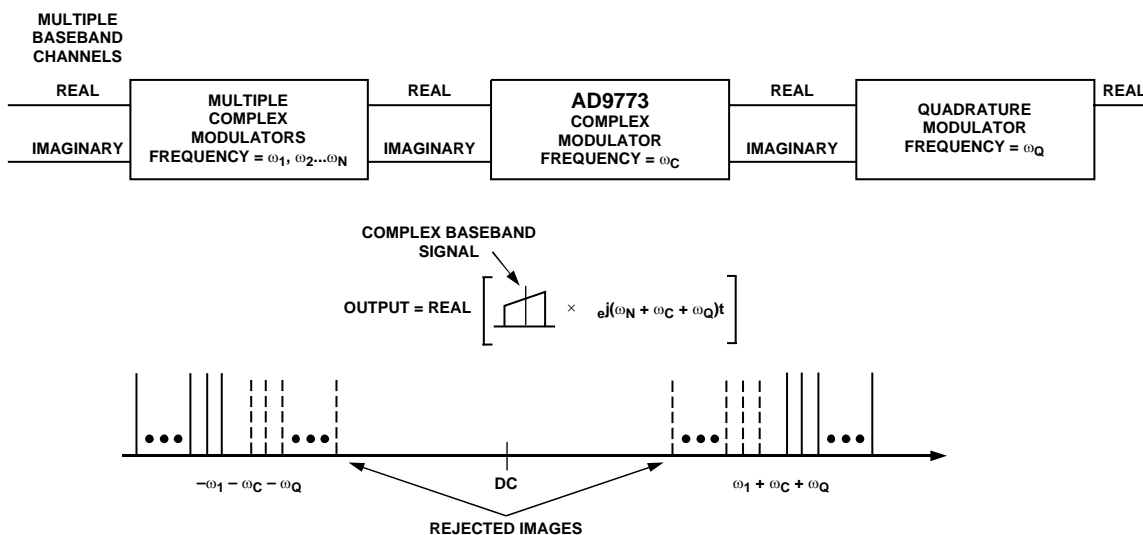 MULTIPLE
BASEBAND
CHANNELS
REAL
IMAGINARY
MULTIPLE
COMPLEX
MODULATORS
FREQUENCY = ω1, ω2...ωN
REAL
IMAGINARY
AD9773
COMPLEX
MODULATOR
FREQUENCY = ωC
REAL
IMAGINARY
QUADRATURE
MODULATOR
FREQUENCY = ωQ
REAL
COMPLEX BASEBAND
SIGNAL
OUTPUT = REAL [ × ej(ωN + ωC + ωQ)t ]
–ω1 – ωC – ωQ
DC
ω1 + ωC + ωQ
REJECTED IMAGES